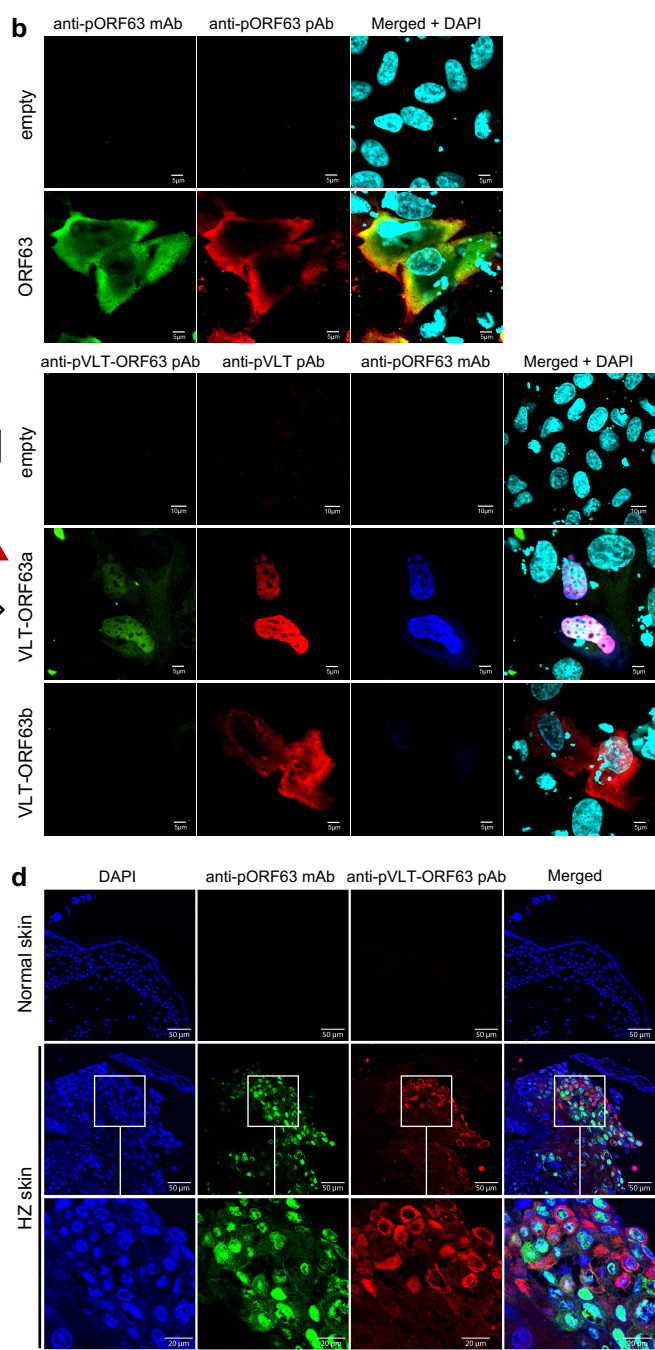 b
anti-pORF63 mAb anti-pORF63 pAb Merged + DAPI
empty
5µm 5µm 5µm
ORF63
5µm 5µm 5µm
anti-pVLT-ORF63 pAb anti-pVLT pAb anti-pORF63 mAb Merged + DAPI
empty
10µm 10µm 10µm 10µm
VLT-ORF63a
5µm 5µm 5µm 5µm
VLT-ORF63b
5µm 5µm 5µm 5µm
d
DAPI anti-pORF63 mAb anti-pVLT-ORF63 pAb Merged
Normal skin
50 µm 50 µm 50 µm 50 µm
HZ skin
50 µm 50 µm 50 µm 50 µm
20 µm 20 µm 20 µm 20 µm